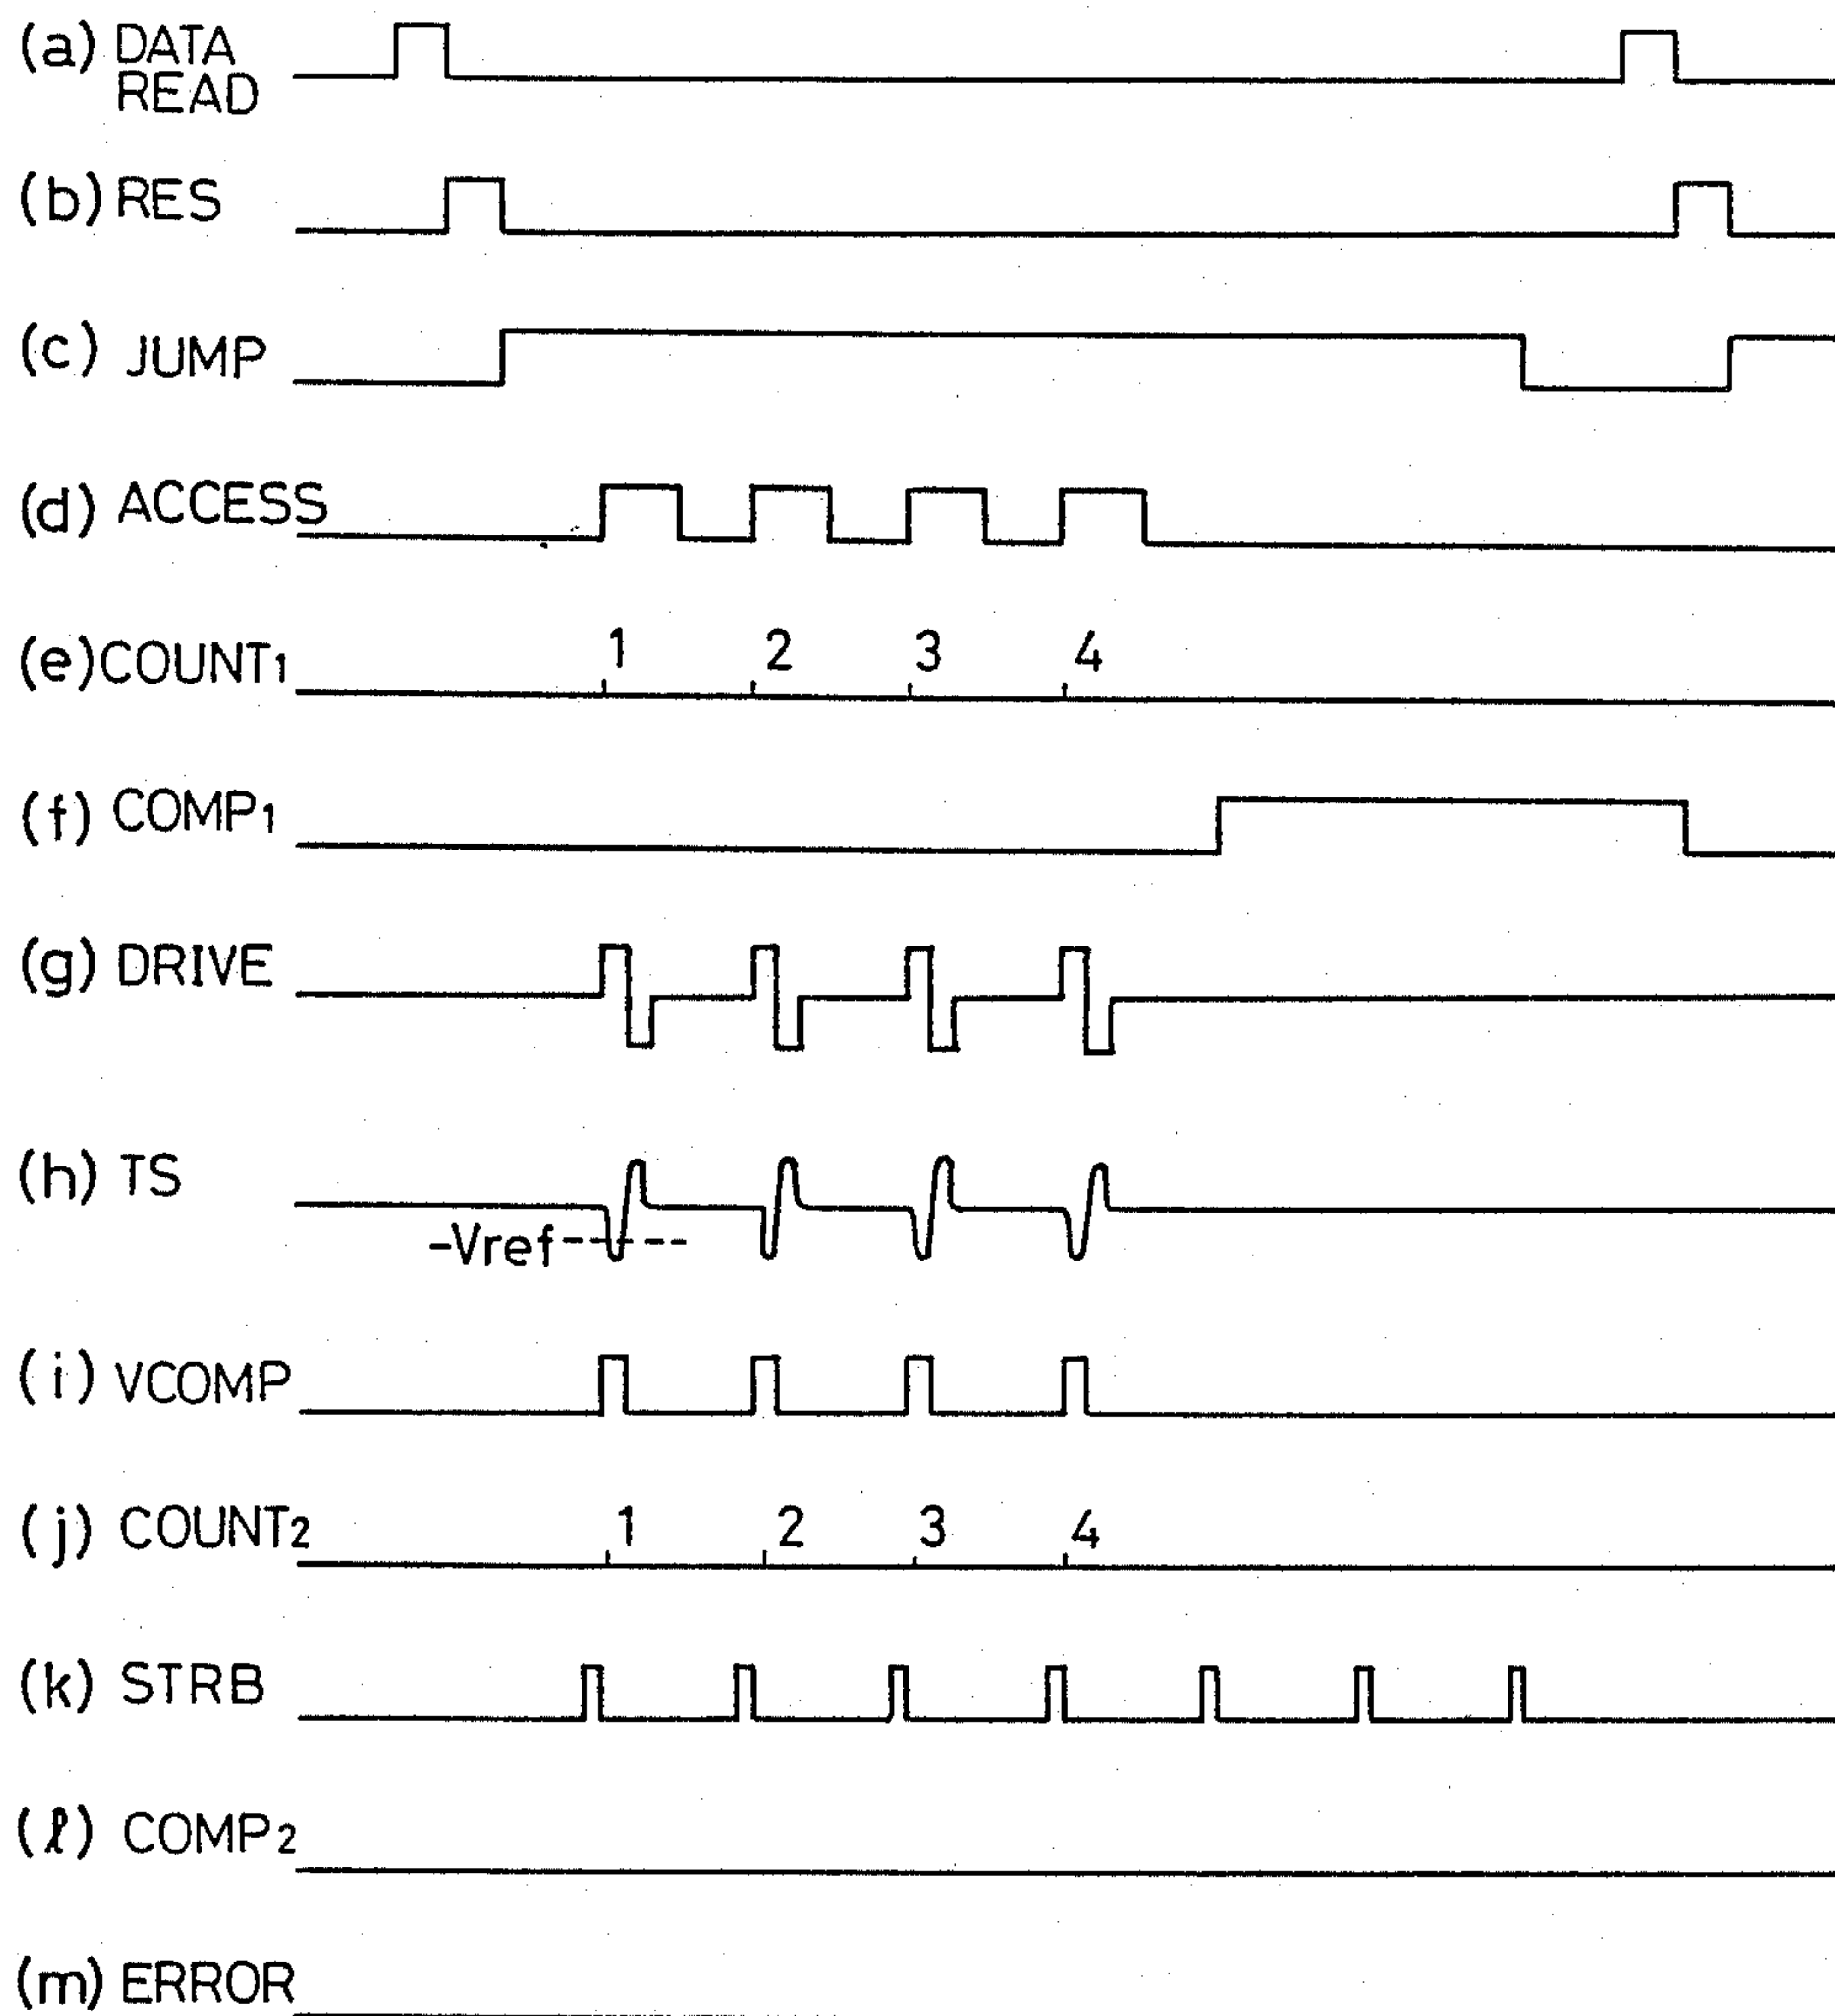 (a) DATA
READ
(b) RES
(c) JUMP
(d) ACCESS
(e) COUNT1
1 2 3 4
(f) COMP1
(g) DRIVE
(h) TS
-Vref
(i) VCOMP
(j) COUNT2
1 2 3 4
(k) STRB
(ℓ) COMP2
(m) ERROR